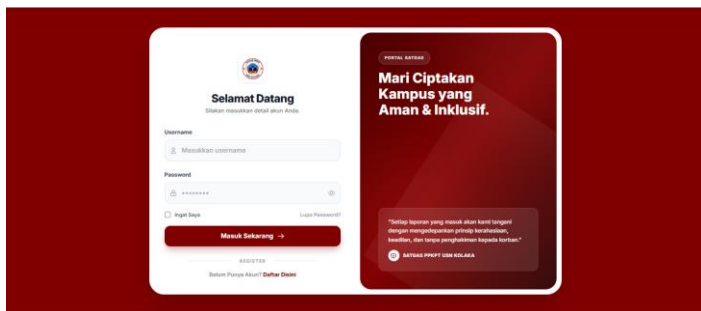 Selamat Datang
Silakan masukkan detail akun Anda.
Username
Masukkan username
Password
Ingat Saya
Lupa Password?
Masuk Sekarang →
REGISTER
Belum Punya Akun? Daftar Disini
PORTAL SATGAS
Mari Ciptakan
Kampus yang
Aman & Inklusif.
"Setiap laporan yang masuk akan kami tangani
dengan mengedepankan prinsip kerahasiaan,
keadilan, dan tanpa penghakiman kepada korban."
SATGAS PPKPT USN KOLAKA